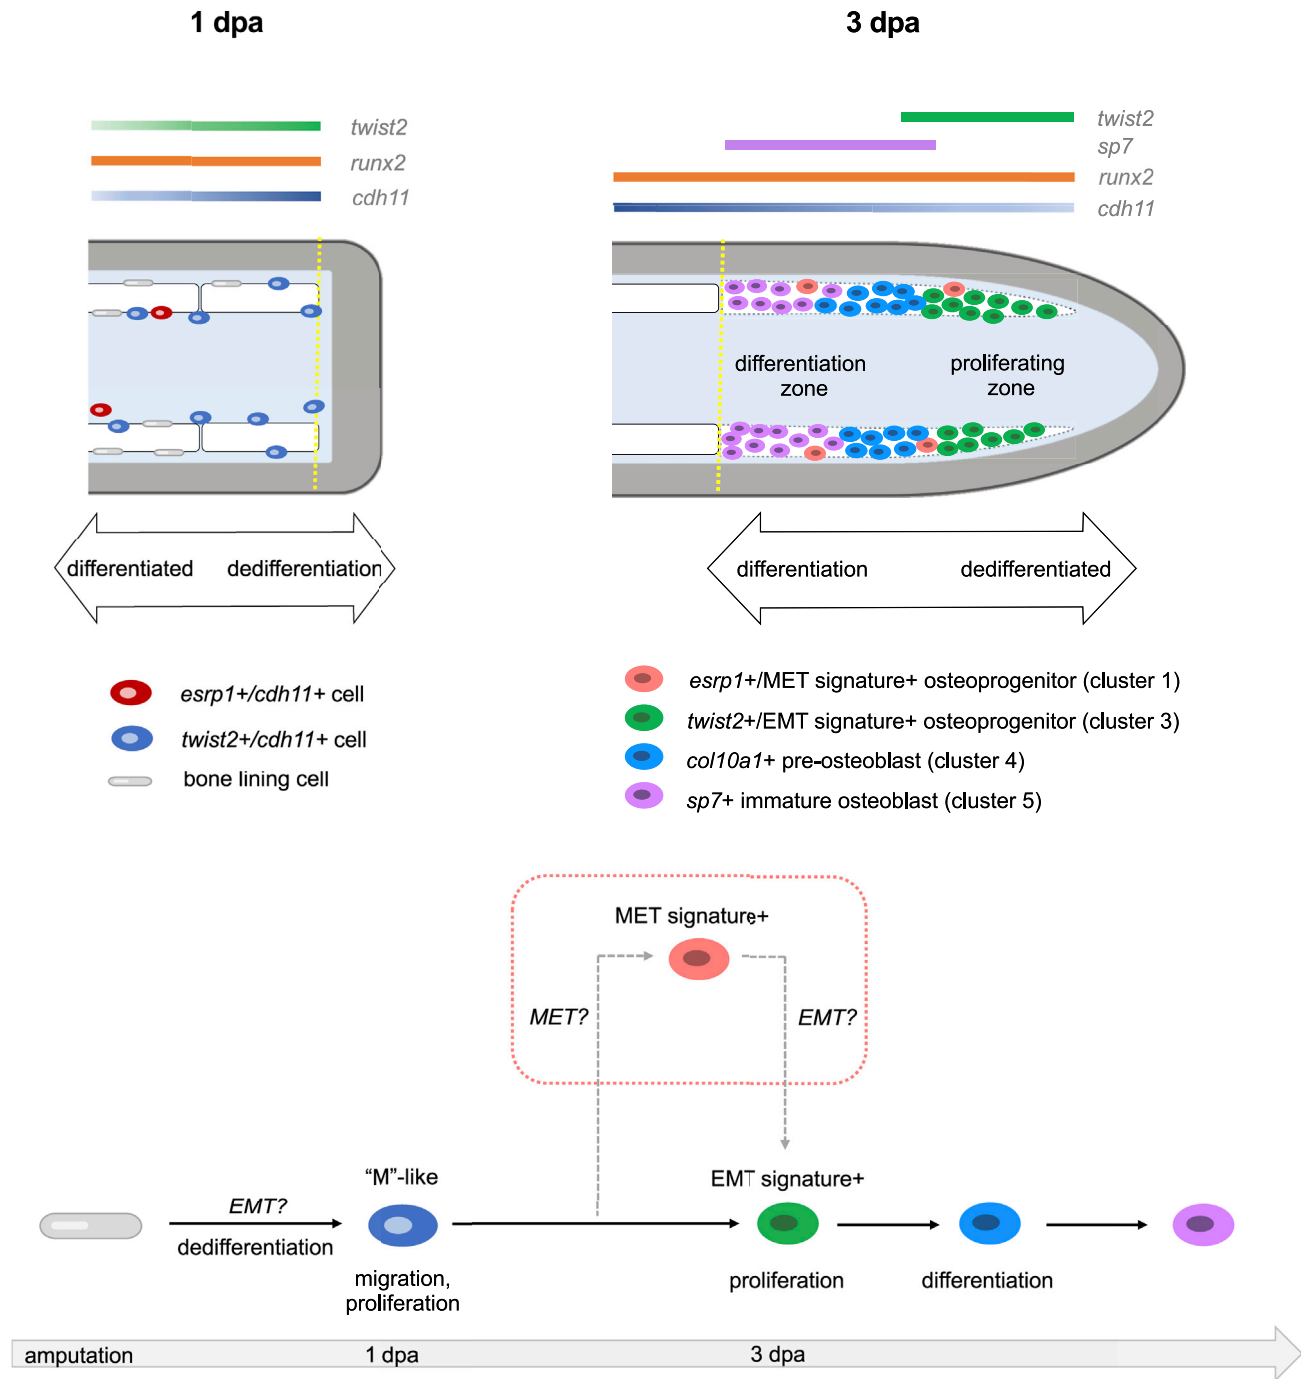 1 dpa
3 dpa
twist2
runx2
cdh11
twist2
sp7
runx2
cdh11
differentiation
zone
proliferating
zone
differentiated
dedifferentiation
differentiation
dedifferentiated
esrp1+/cdh11+ cell
twist2+/cdh11+ cell
bone lining cell
esrp1+/MET signature+ osteoprogenitor (cluster 1)
twist2+/EMT signature+ osteoprogenitor (cluster 3)
col10a1+ pre-osteoblast (cluster 4)
sp7+ immature osteoblast (cluster 5)
MET signature+
MET?
EMT?
"M"-like
EMT signature+
EMT?
dedifferentiation
migration,
proliferation
proliferation
differentiation
amputation
1 dpa
3 dpa